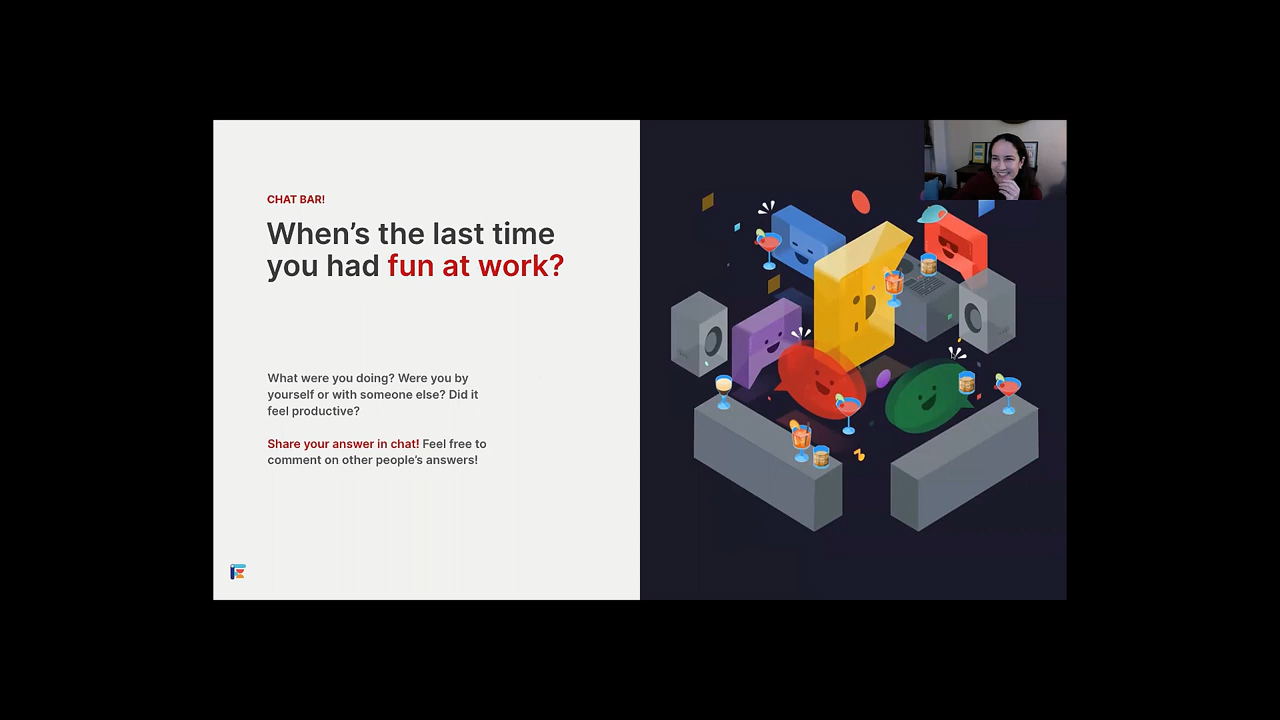 CHAT BAR!
When’s the last time
you had fun at work?
What were you doing? Were you by
yourself or with someone else? Did it
feel productive?
Share your answer in chat! Feel free to
comment on other people’s answers!